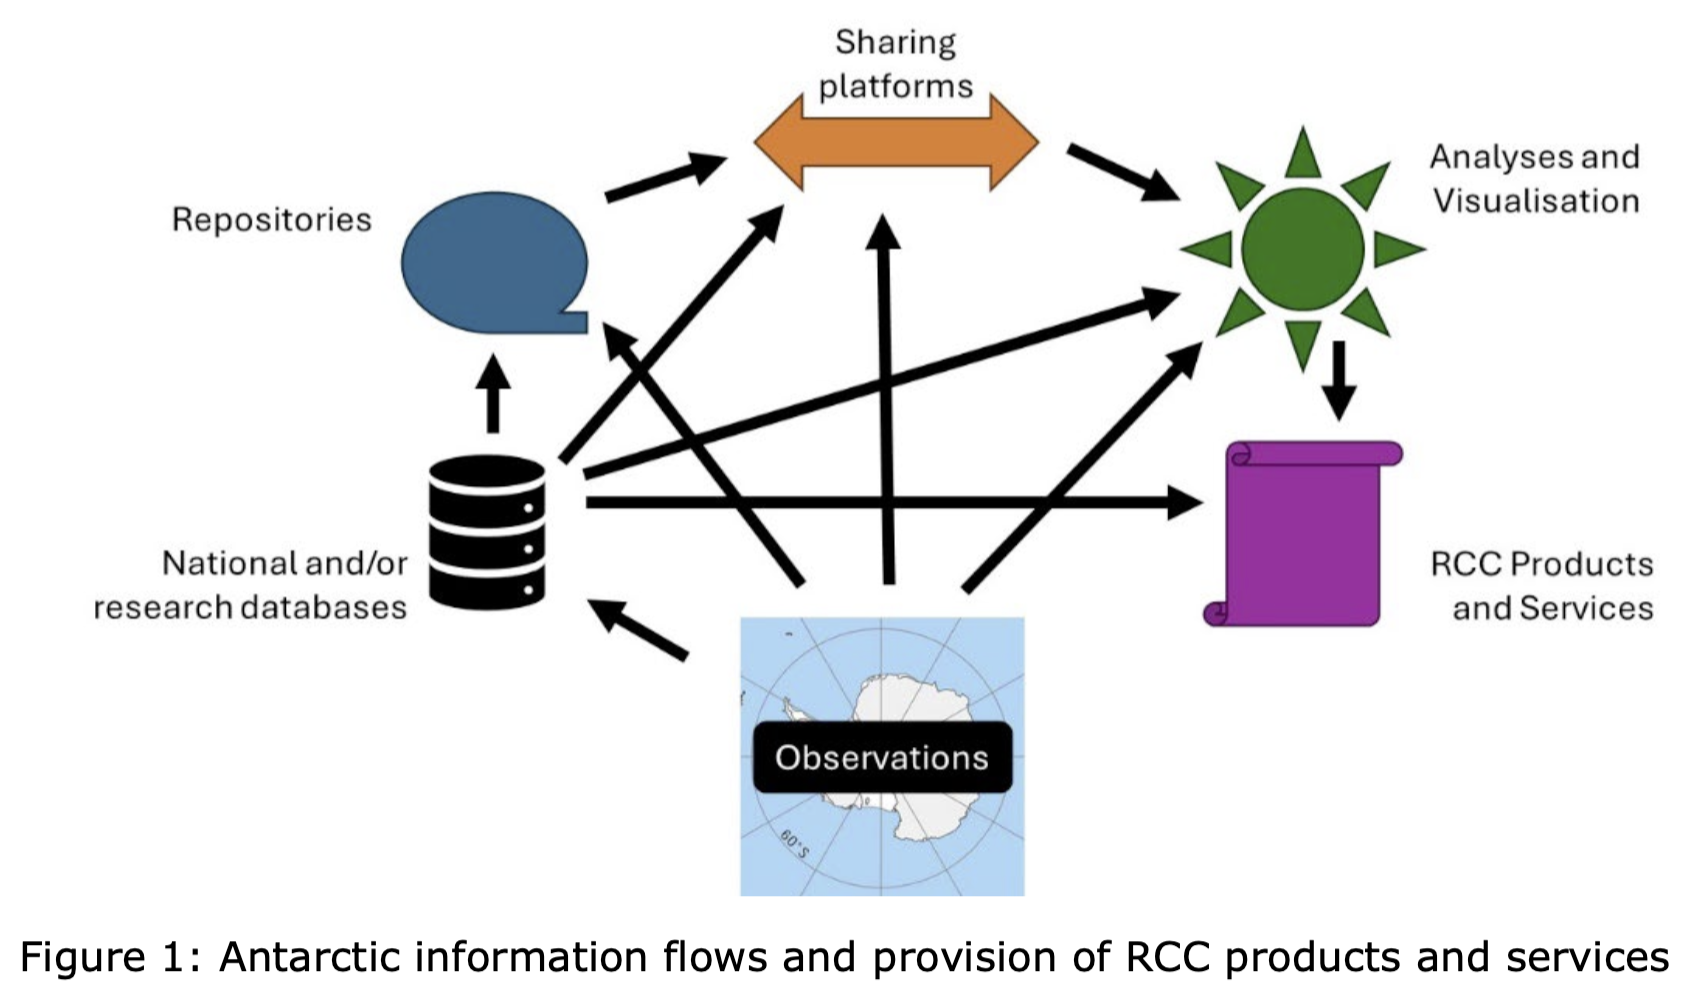 Sharing
platforms
Analyses and
Visualisation
Repositories
National and/or
research databases
RCC Products
and Services
Observations
60°S
Figure 1: Antarctic information flows and provision of RCC products and services